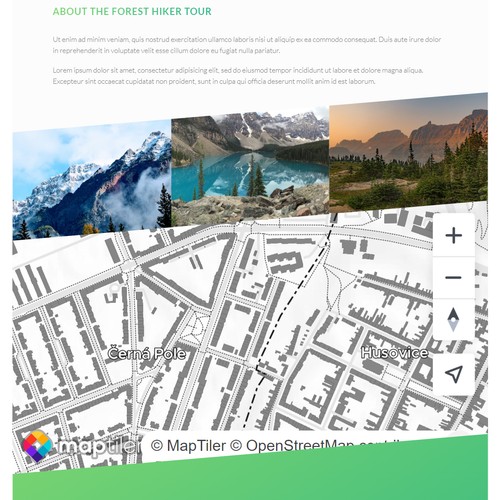 ABOUT THE FOREST HIKER TOUR
Ut enim ad minim veniam, quis nostrud exercitation ullamco laboris nisi ut aliquip ex ea commodo consequat. Duis aute irure dolor
in reprehenderit in voluptate velit esse cillum dolore eu fugiat nulla pariatur.
Lorem ipsum dolor sit amet, consectetur adipisicing elit, sed do eiusmod tempor incididunt ut labore et dolore magna aliqua.
Excepteur sint occaecat cupidatat non proident, sunt in culpa qui officia deserunt mollit anim id est laborum.
Černá Pole
Husovice
maptiler © MapTiler © OpenStreetMap